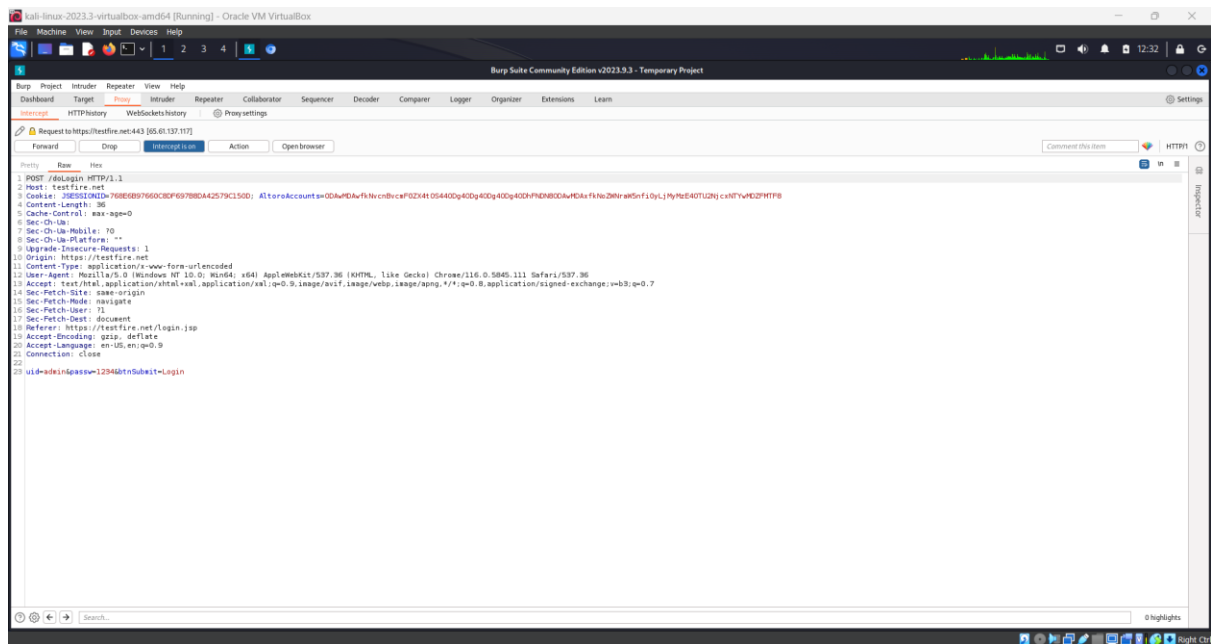 kali-linux-2023.3-virtualbox-amd64 [Running] - Oracle VM VirtualBox
File Machine View Input Devices Help
1 2 3 4 12:32
Burp Suite Community Edition v2023.9.3 - Temporary Project
Burp Project Intruder Repeater View Help
Dashboard Target Proxy Intruder Repeater Collaborator Sequencer Decoder Comparer Logger Organizer Extensions Learn Settings
Intercept HTTP history WebSockets history Proxy settings
Request to https://testfire.net:443 [65.61.137.117]
Forward Drop Intercept is on Action Open browser Comment this item HTTP/1
Pretty Raw Hex \n
Inspector
1 POST /doLogin HTTP/1.1
2 Host: testfire.net
3 Cookie: AltoroAccounts=
4 Content-Length: 36
5 Cache-Control: max-age=0
6 Sec-Ch-Ua:
7 Sec-Ch-Ua-Mobile: ?0
8 Sec-Ch-Ua-Platform: ""
9 Upgrade-Insecure-Requests: 1
10 Origin: https://testfire.net
11 Content-Type: application/x-www-form-urlencoded
12 User-Agent: Mozilla/5.0 (Windows NT 10.0; Win64; x64) AppleWebKit/537.36 (KHTML, like Gecko) Chrome/116.0.5845.111 Safari/537.36
13 Accept: text/html,application/xhtml+xml,application/xml;q=0.9,image/avif,image/webp,image/apng,*/*;q=0.8,application/signed-exchange;v=b3;q=0.7
14 Sec-Fetch-Site: same-origin
15 Sec-Fetch-Mode: navigate
16 Sec-Fetch-User: ?1
17 Sec-Fetch-Dest: document
18 Referer: https://testfire.net/login.jsp
19 Accept-Encoding: gzip, deflate
20 Accept-Language: en-US,en;q=0.9
21 Connection: close
22
23 uid=admin&passw=1234&btnSubmit=Login
Search... 0 highlights
Right Ctrl